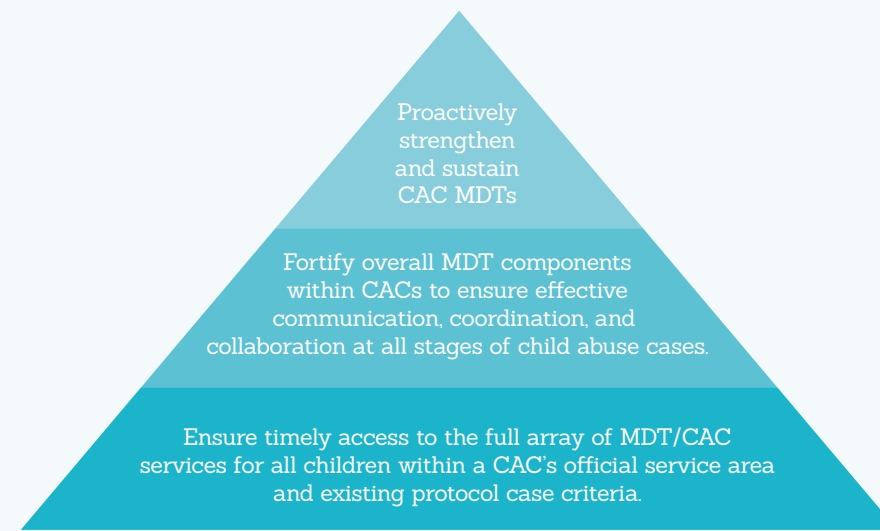 Proactively
strengthen
and sustain
CAC MDTs
Fortify overall MDT components
within CACs to ensure effective
communication, coordination, and
collaboration at all stages of child abuse cases.
Ensure timely access to the full array of MDT/CAC
services for all children within a CAC's official service area
and existing protocol case criteria.